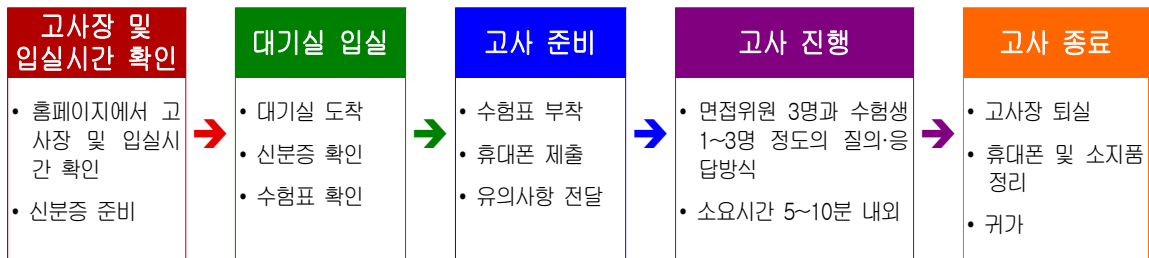 고사장 및
입실시간 확인
• 홈페이지에서 고
사장 및 입실시
간 확인
• 신분증 준비
대기실 입실
• 대기실 도착
• 신분증 확인
• 수험표 확인
고사 준비
• 수험표 부착
• 휴대폰 제출
• 유의사항 전달
고사 진행
• 면접위원 3명과 수험생
1~3명 정도의 질의·응
답방식
• 소요시간 5~10분 내외
고사 종료
• 고사장 퇴실
• 휴대폰 및 소지품
정리
• 귀가